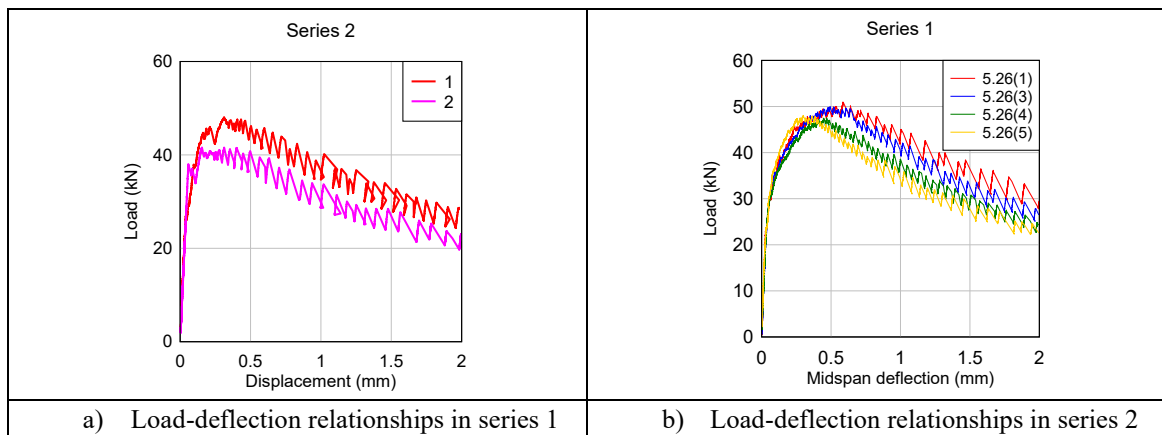 Series 2
60
40
20
0
Load (kN)
1
2
0 0.5 1 1.5 2
Displacement (mm)
a) Load-deflection relationships in series 1
Series 1
60
50
40
30
20
10
0
Load (kN)
5.26(1)
5.26(3)
5.26(4)
5.26(5)
0 0.5 1 1.5 2
Midspan deflection (mm)
b) Load-deflection relationships in series 2